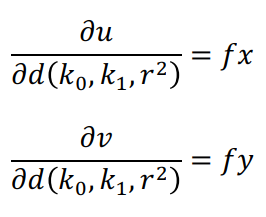 ∂u/∂d(k₀, k₁, r²) = fx
∂v/∂d(k₀, k₁, r²) = fy